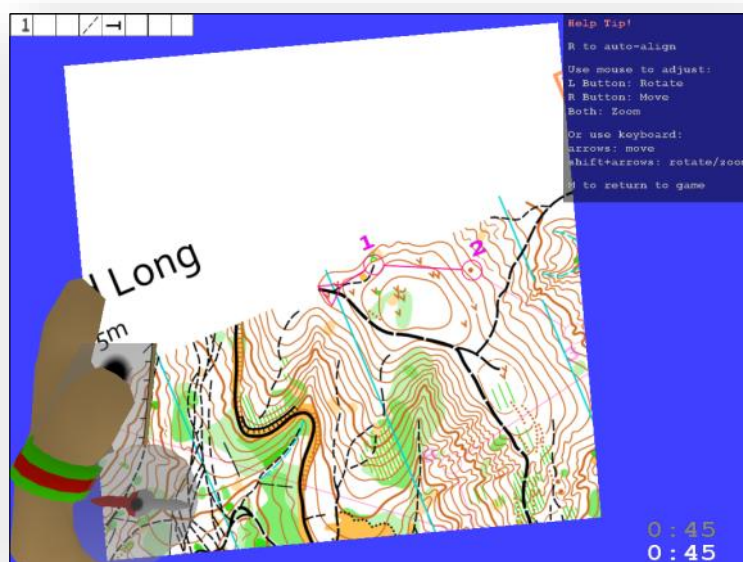 1
Help Tip!
R to auto-align
Use mouse to adjust:
L Button: Rotate
R Button: Move
Both: Zoom
Or use keyboard:
arrows: move
shift+arrows: rotate/zoom
to return to game
1
2
Long
5m
0:45
0:45